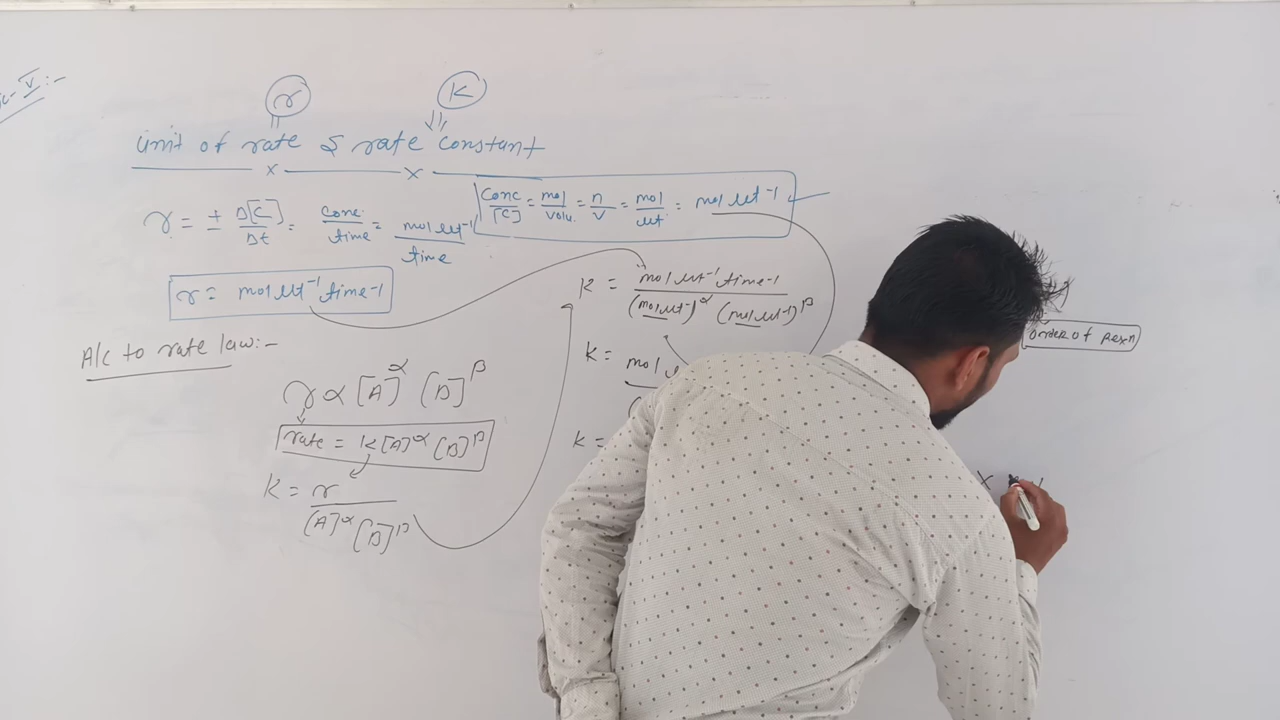 r
K
unit of rate & rate constant
r = ± Δ[C]/Δt = conc./time = mol lit⁻¹/time
Conc/[C] = mol/volu. = n/V = mol/lit = mol lit⁻¹
r = mol lit⁻¹ time⁻¹
K = mol lit⁻¹ time⁻¹/(mol lit⁻¹)^α (mol lit⁻¹)^β
A/c to rate law:-
K = mol
order of rexn
r ∝ [A]^α [B]^β
rate = K[A]^α [B]^β
K =
K = r/[A]^α [B]^β
x